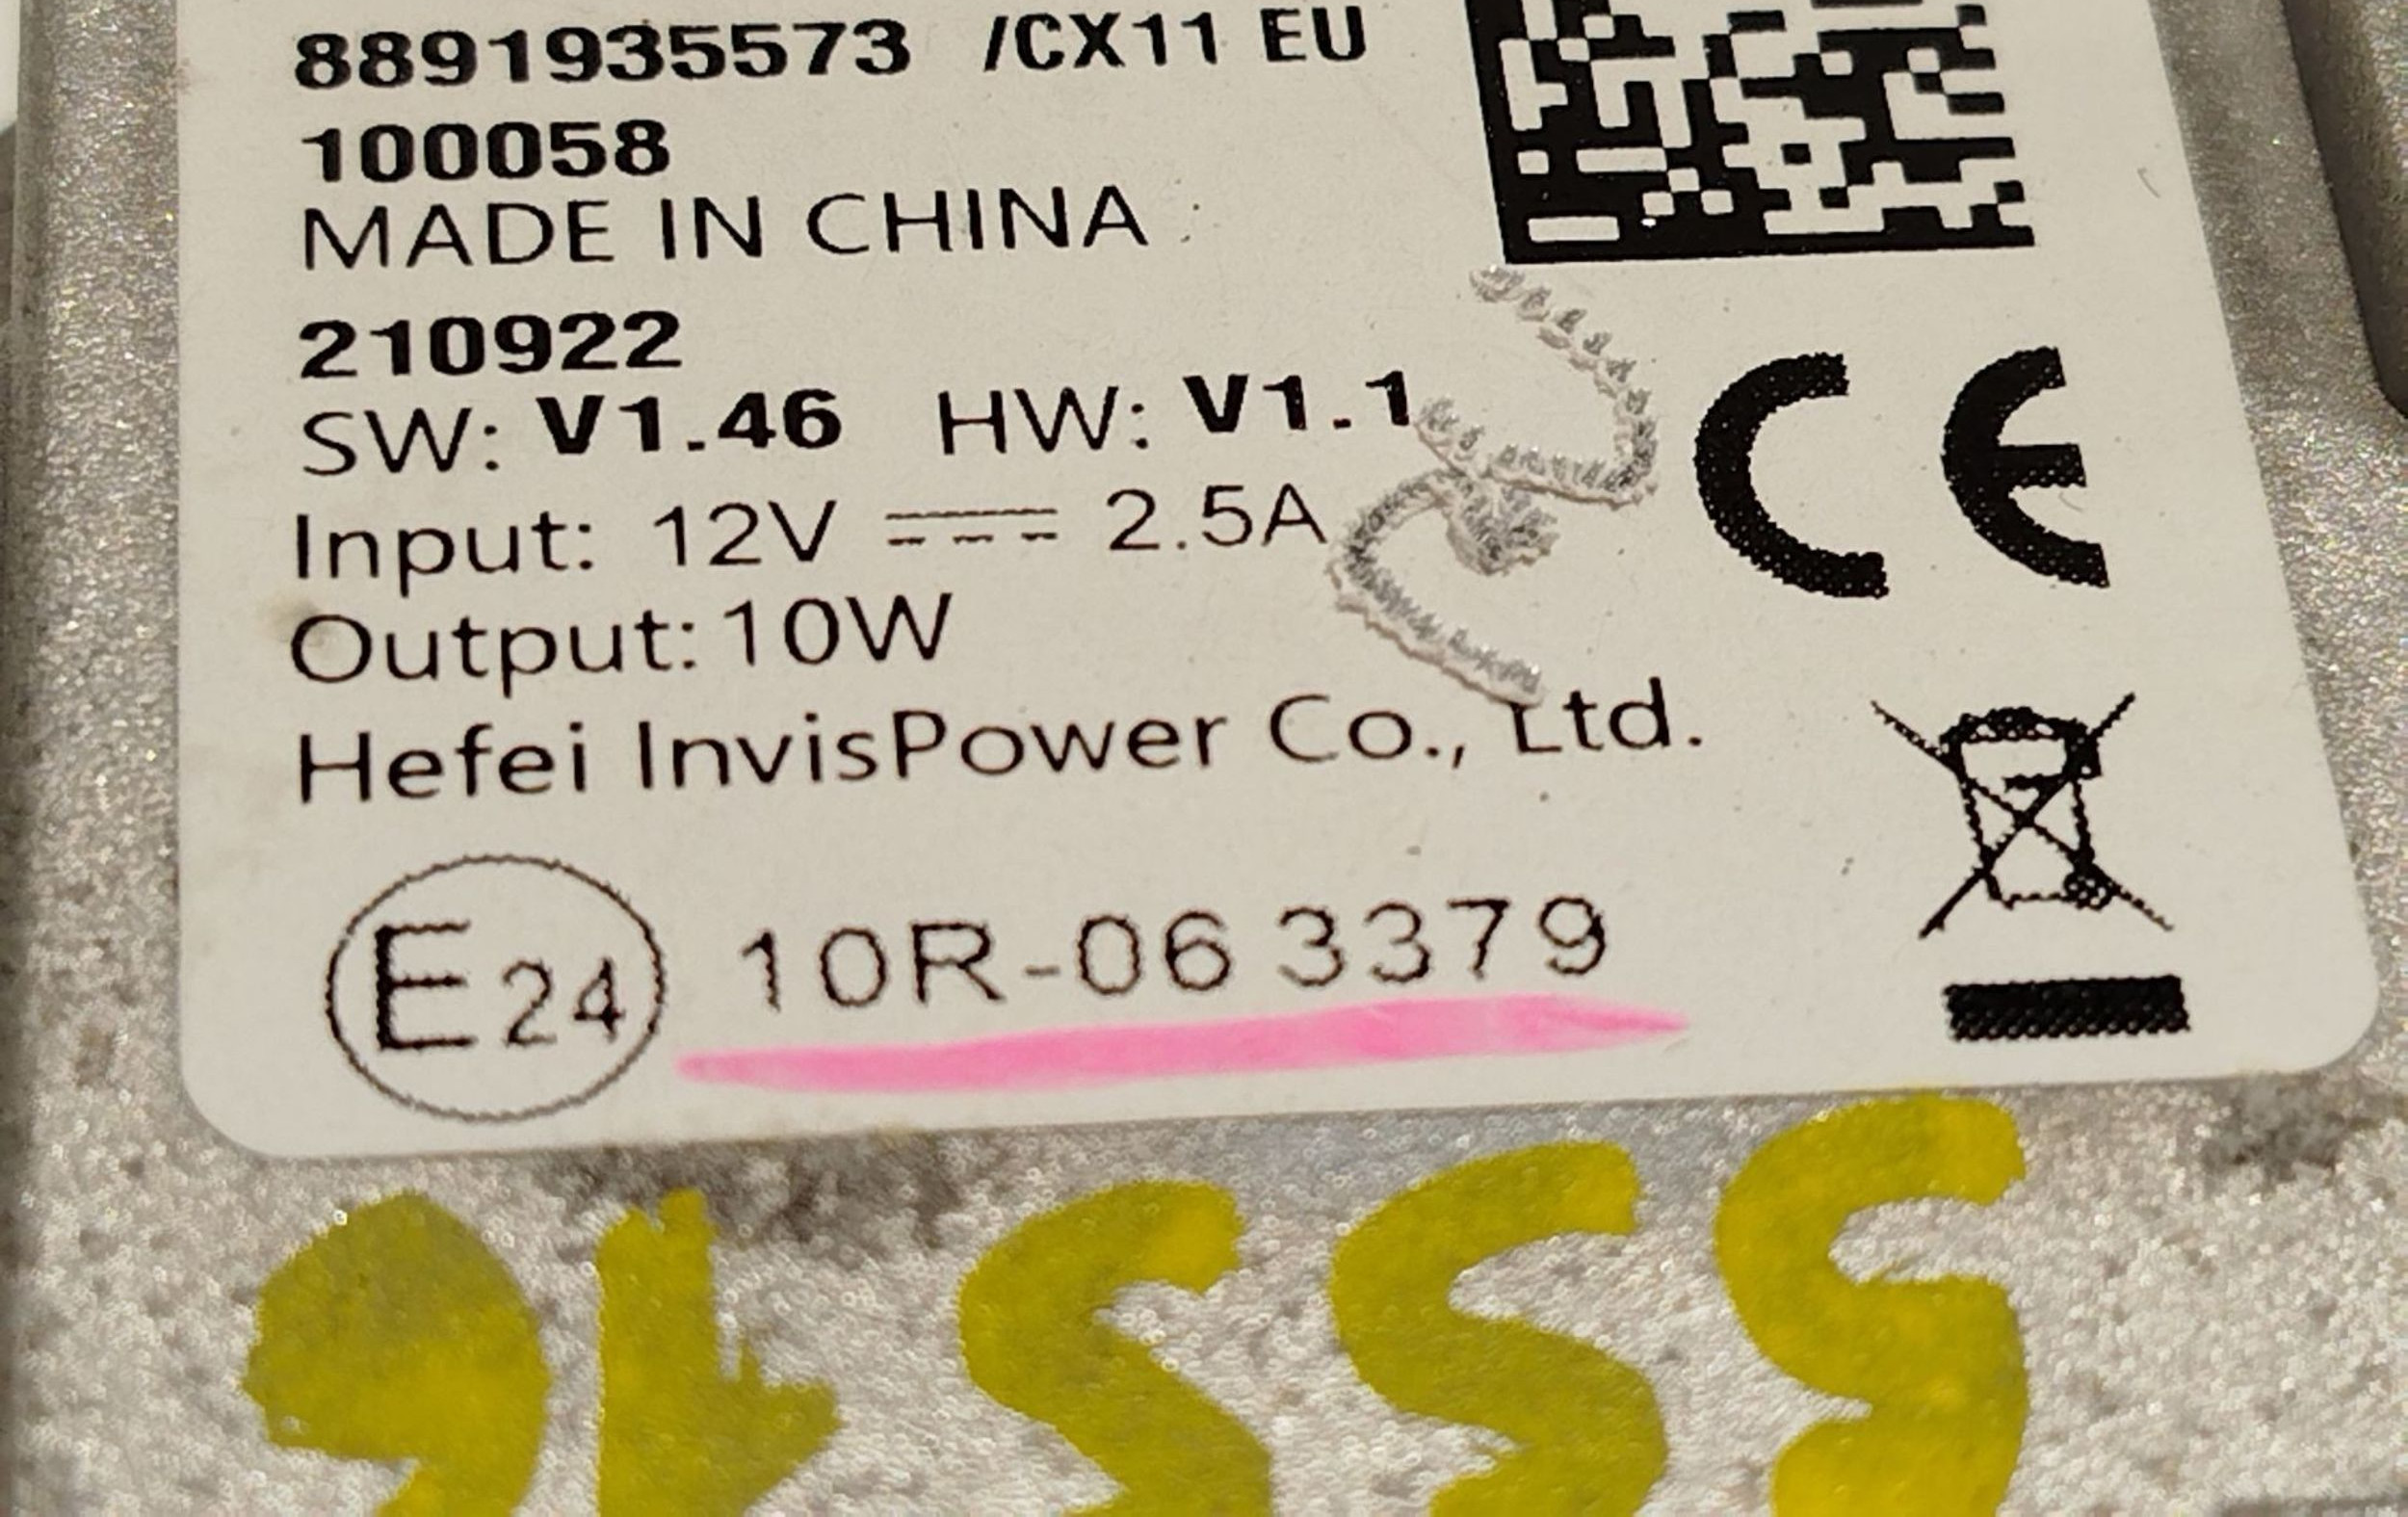 8891935573 /CX11 EU
100058
MADE IN CHINA
210922
SW: V1.46 HW: V1.1
Input: 12V ⎓ 2.5A
Output: 10W
Hefei InvisPower Co., Ltd.
CE
E24 10R-06 3379